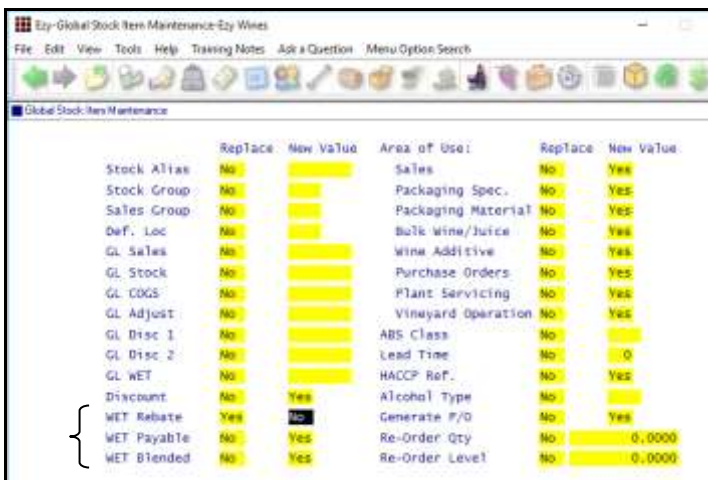 Ezy-Global Stock Item Maintenance-Ezy Wines
File Edit View Tools Help Training Notes Ask a Question Menu Option Search
Global Stock Item Maintenance
Replace New Value Area of Use: Replace New Value
Stock Alias No Sales No Yes
Stock Group No Packaging Spec. No Yes
Sales Group No Packaging Material No Yes
Def. Loc No Bulk Wine/Juice No Yes
GL Sales No Wine Additive No Yes
GL Stock No Purchase Orders No Yes
GL COGS No Plant Servicing No Yes
GL Adjust No Vineyard Operation No Yes
GL Disc 1 No ABS Class No
GL Disc 2 No Lead Time No 0
GL WET No HACCP Ref. No Yes
Discount No Yes Alcohol Type No
WET Rebate Yes No Generate P/O No Yes
WET Payable No Yes Re-Order Qty No 0.0000
WET Blended No Yes Re-Order Level No 0.0000